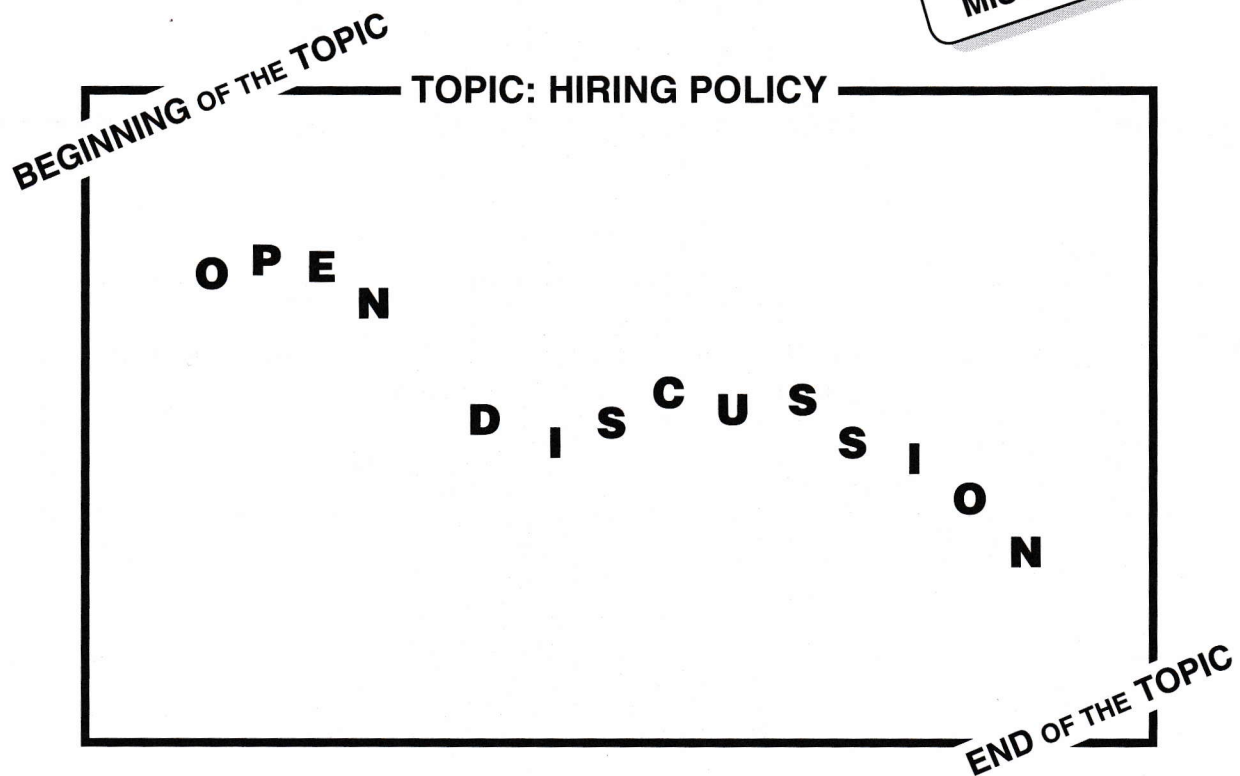 BEGINNING OF THE TOPIC
TOPIC: HIRING POLICY
OPEN
DISCUSSION
END OF THE TOPIC